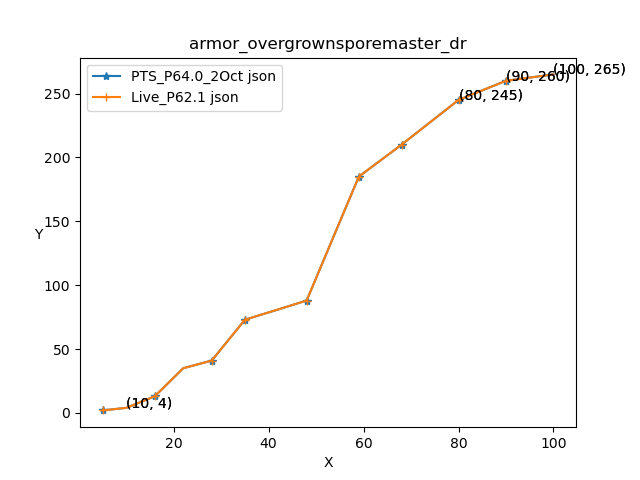 armor_overgrownsporemaster_dr
PTS_P64.0_2Oct json
Live_P62.1 json
(100, 265)
(90, 260)
(80, 245)
(10, 4)
Y
250
200
150
100
50
0
20 40 60 80 100
X